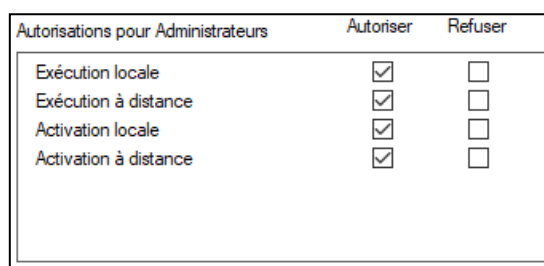 Autorisations pour Administrateurs Autoriser Refuser
Exécution locale
Exécution à distance
Activation locale
Activation à distance